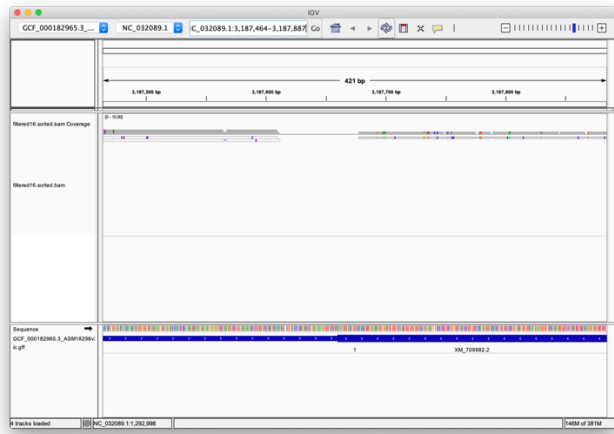 IGV
GCF_000182965.3_... NC_032089.1 C_032089.1:3,187,464-3,187,887 Go
421 bp
3,187,500 bp 3,187,600 bp 3,187,700 bp 3,187,800 bp
filtered16.sorted.bam Coverage
[0 - 10.00]
filtered16.sorted.bam
Sequence
GCF_000182965.3_ASM18296v
ic.gff
1 XM_709982.2
4 tracks loaded NC_032089.1:1,292,998 146M of 381M